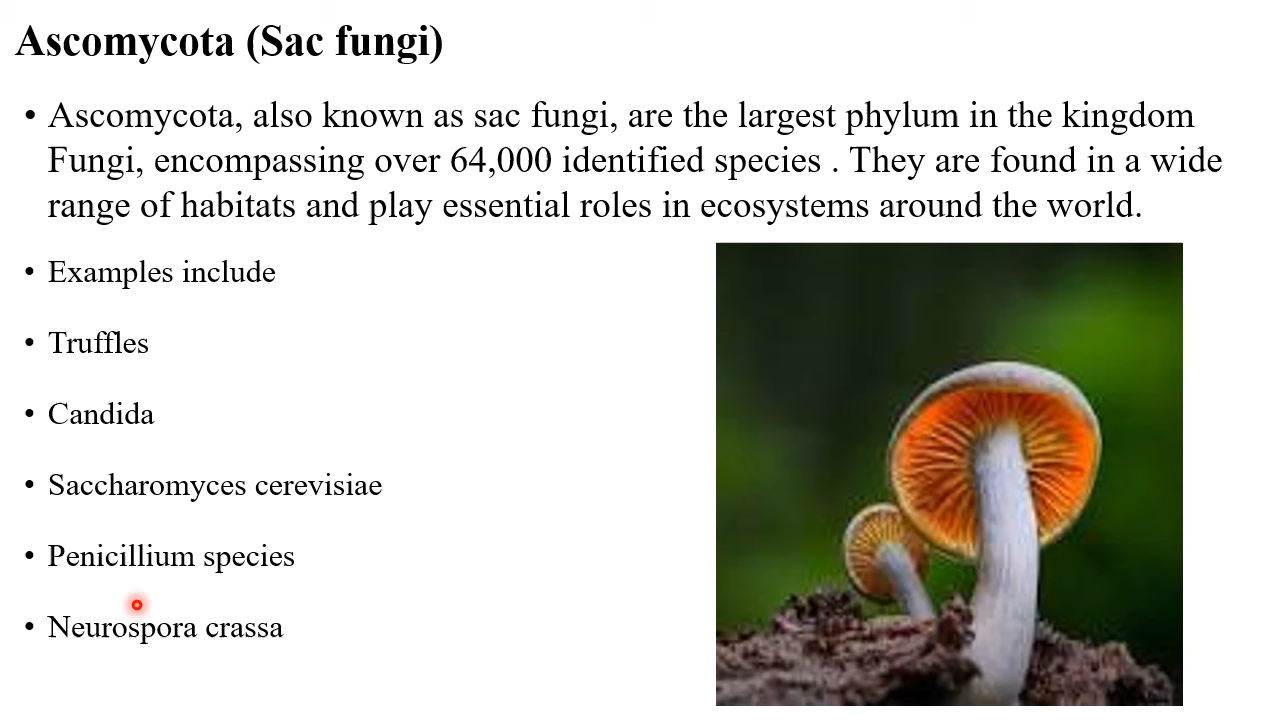 Ascomycota (Sac fungi)
• Ascomycota, also known as sac fungi, are the largest phylum in the kingdom
Fungi, encompassing over 64,000 identified species . They are found in a wide
range of habitats and play essential roles in ecosystems around the world.
• Examples include
• Truffles
• Candida
• Saccharomyces cerevisiae
• Penicillium species
• Neurospora crassa